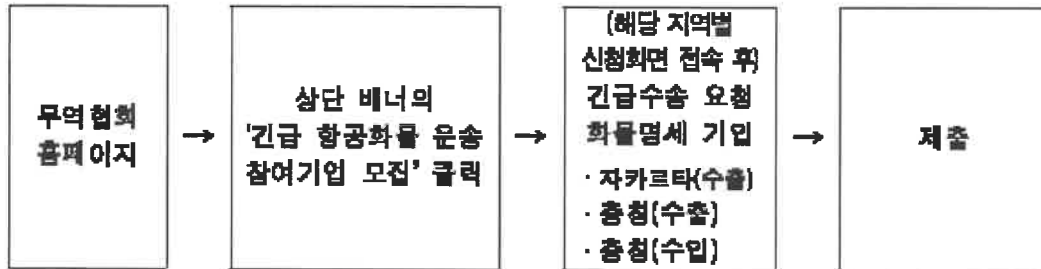 무역협회
홈페이지
→
상단 배너의
'긴급 항공화물 운송
참여기업 모집' 클릭
→
(해당 지역별
신청화면 접속 후)
긴급수송 요청
화물명세 기입
· 자카르타(수출)
· 충칭(수출)
· 충칭(수입)
→
제출